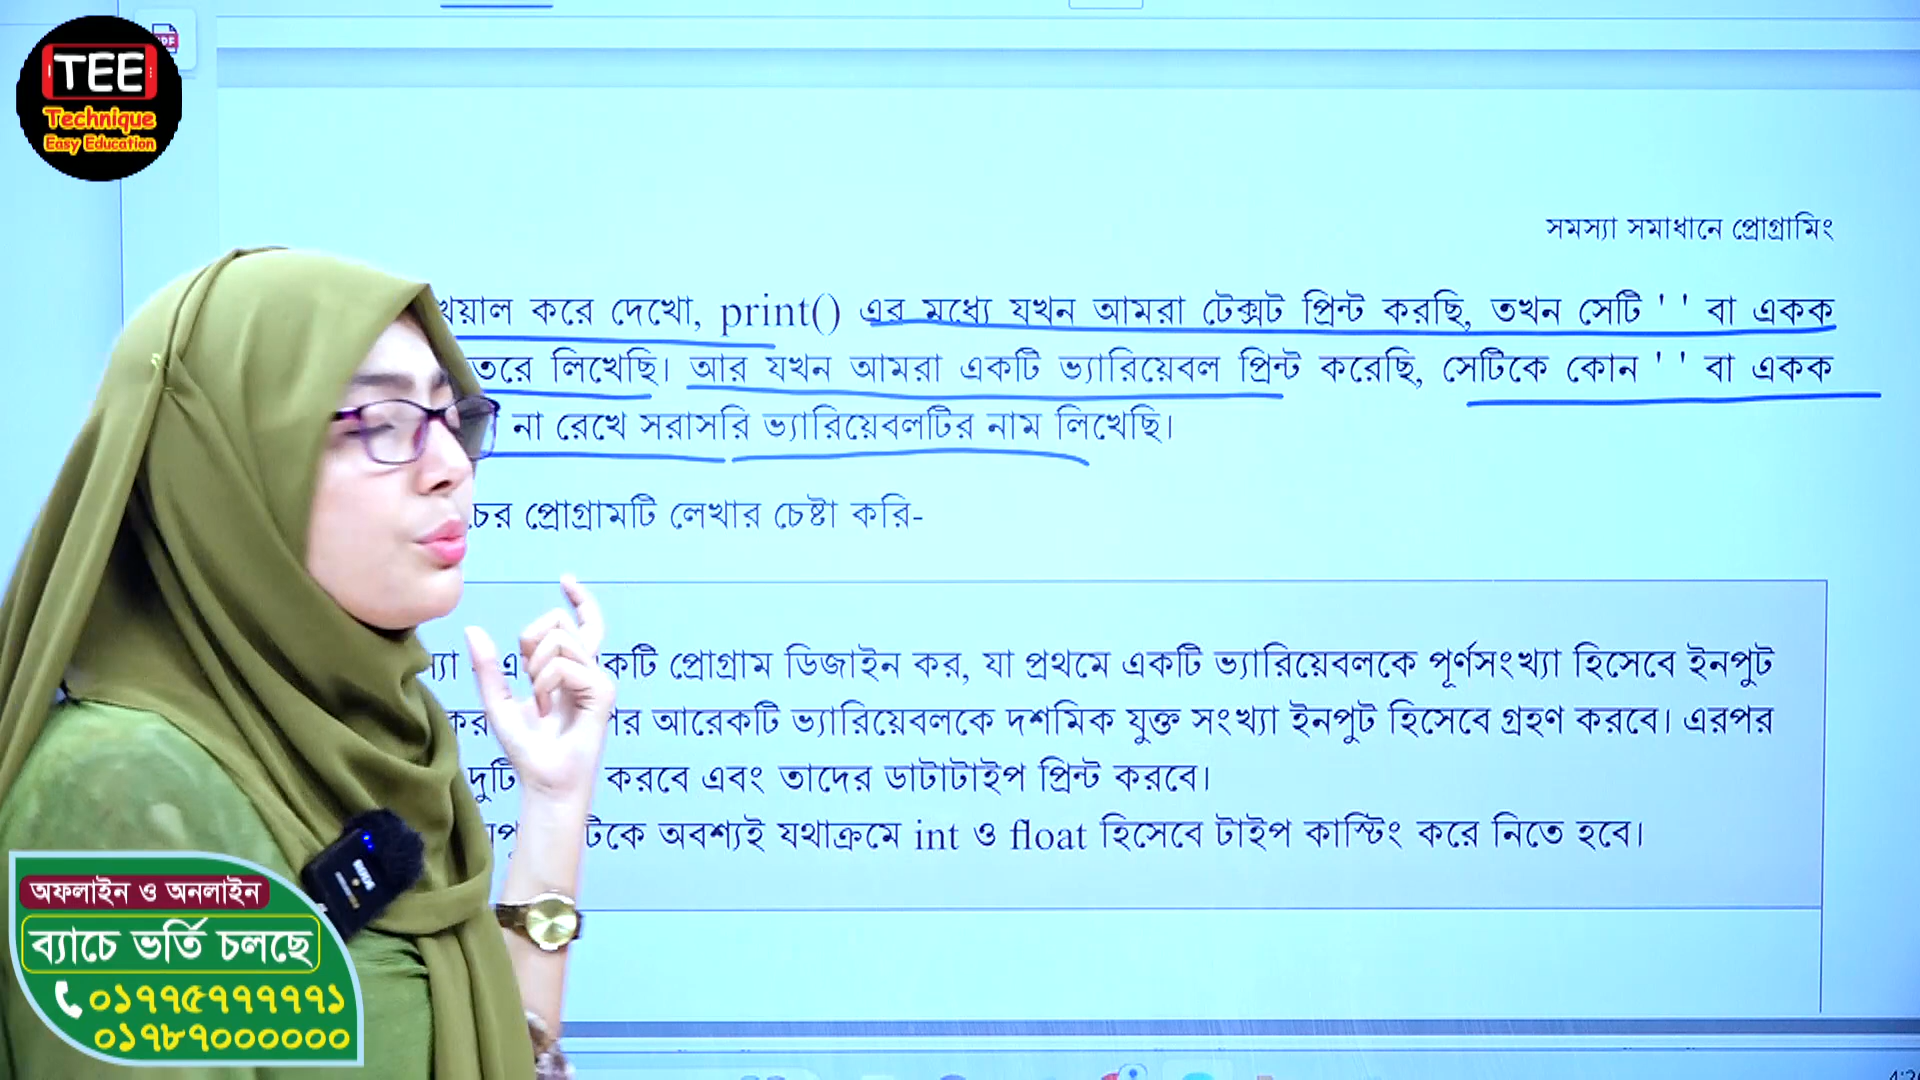 TEE
Technique
Easy Education
সমস্যা সমাধানে প্রোগ্রামিং
খেয়াল করে দেখো, print() এর মধ্যে যখন আমরা টেক্সট প্রিন্ট করছি, তখন সেটি ' ' বা একক
তরে লিখেছি। আর যখন আমরা একটি ভ্যারিয়েবল প্রিন্ট করেছি, সেটিকে কোন ' ' বা একক
না রেখে সরাসরি ভ্যারিয়েবলটির নাম লিখেছি।
চের প্রোগ্রামটি লেখার চেষ্টা করি-
কটি প্রোগ্রাম ডিজাইন কর, যা প্রথমে একটি ভ্যারিয়েবলকে পূর্ণসংখ্যা হিসেবে ইনপুট
কর পর আরেকটি ভ্যারিয়েবলকে দশমিক যুক্ত সংখ্যা ইনপুট হিসেবে গ্রহণ করবে। এরপর
দুটি করবে এবং তাদের ডাটাটাইপ প্রিন্ট করবে।
টিকে অবশ্যই যথাক্রমে int ও float হিসেবে টাইপ কাস্টিং করে নিতে হবে।
অফলাইন ও অনলাইন
ব্যাচে ভর্তি চলছে
০১৭৭৫৭৭৭৭৭১
০১৭৮৭০০০০০০